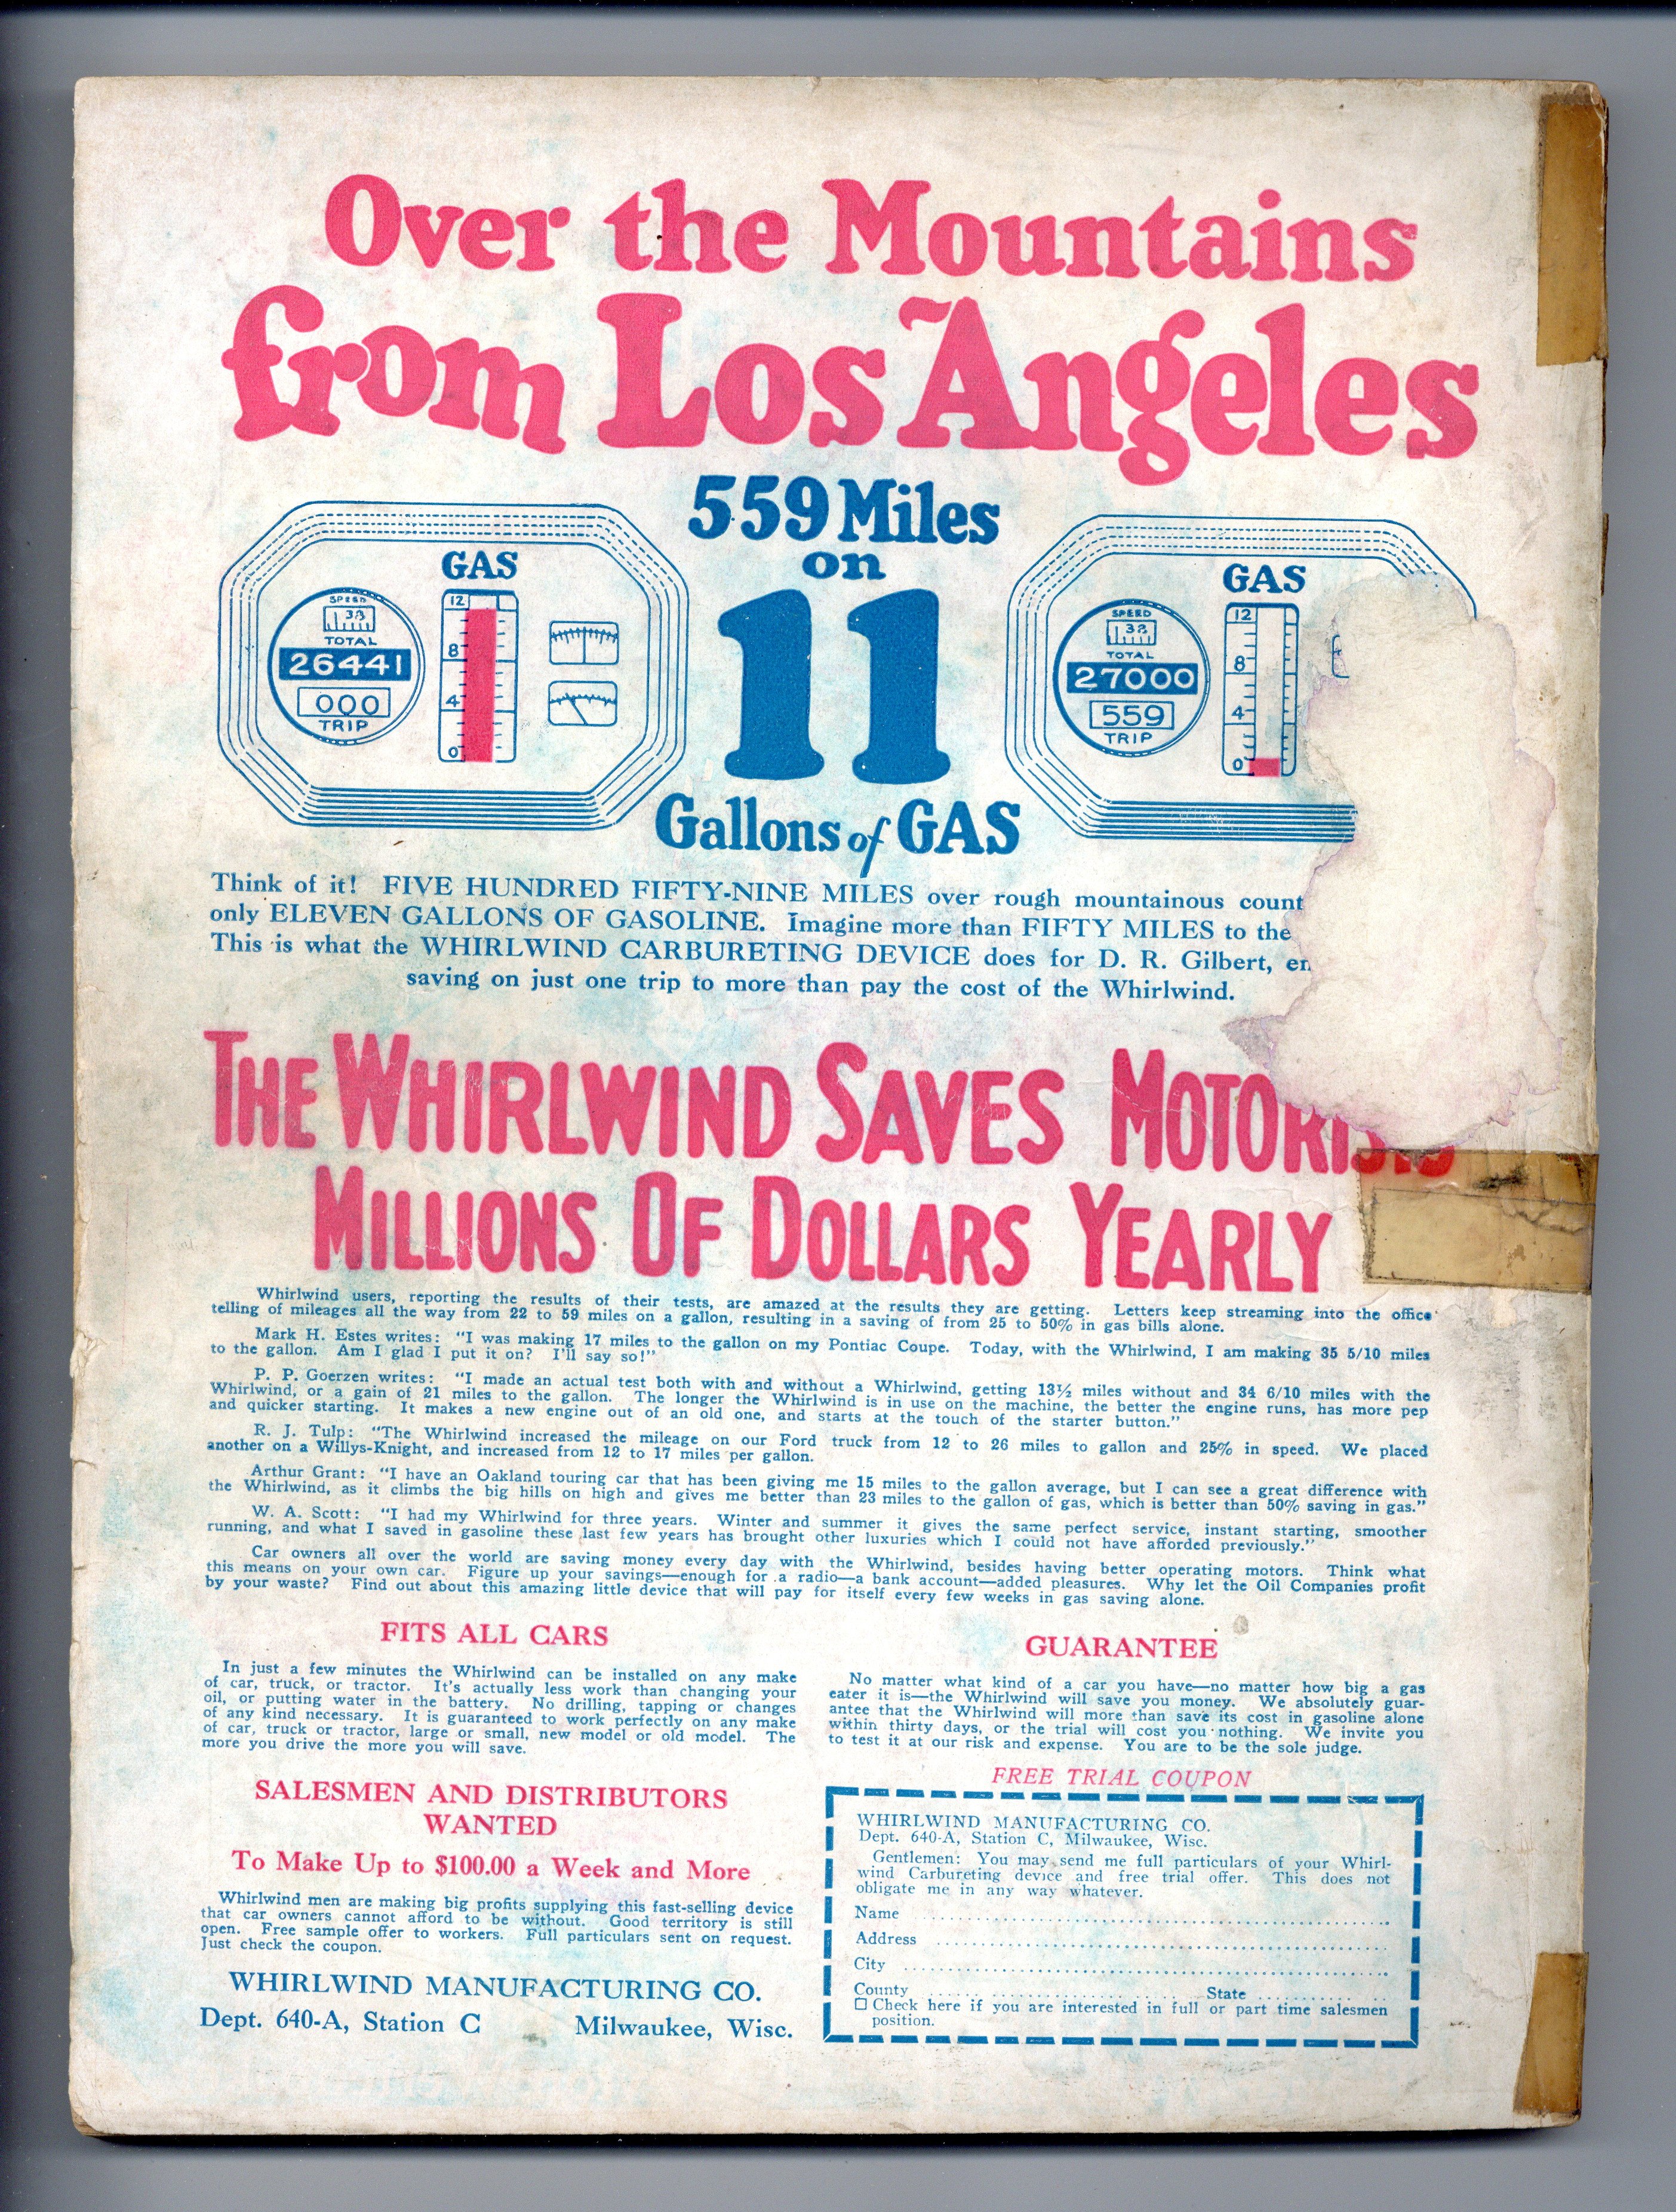 Over the Mountains
from Los Angeles
559 Miles
on
11
Gallons of GAS
GAS
SPEED
38
TOTAL
26441
000
TRIP
12
8
4
0
GAS
SPEED
38
TOTAL
27000
559
TRIP
12
8
4
0
Think of it! FIVE HUNDRED FIFTY-NINE MILES over rough mountainous
only ELEVEN GALLONS OF GASOLINE. Imagine more than FIFTY MILES to the
This is what the WHIRLWIND CARBURETING DEVICE does for D. R. Gilbert,
saving on just one trip to more than pay the cost of the Whirlwind.
THE WHIRLWIND SAVES MOTORISTS
MILLIONS OF DOLLARS YEARLY
Whirlwind users, reporting the results of their tests, are amazed at the results they are getting. Letters keep streaming into the office
telling of mileages all the way from 22 to 59 miles on a gallon, resulting in a saving of from 25 to 50% in gas bills alone.
Mark H. Estes writes: "I was making 17 miles to the gallon on my Pontiac Coupe. Today, with the Whirlwind, I am making 35 5/10 miles
to the gallon. Am I glad I put it on? I'll say so!"
P. P. Goerzen writes: "I made an actual test both with and without a Whirlwind, getting 13½ miles without and 34 6/10 miles with the
Whirlwind, or a gain of 21 miles to the gallon. The longer the Whirlwind is in use on the machine, the better the engine runs, has more pep
and quicker starting. It makes a new engine out of an old one, and starts at the touch of the starter button."
R. J. Tulp: "The Whirlwind increased the mileage on our Ford truck from 12 to 26 miles to gallon and 25% in speed. We placed
another on a Willys-Knight, and increased from 12 to 17 miles per gallon.
Arthur Grant: "I have an Oakland touring car that has been giving me 15 miles to the gallon average, but I can see a great difference with
the Whirlwind, as it climbs the big hills on high and gives me better than 23 miles to the gallon of gas, which is better than 50% saving in gas."
W. A. Scott: "I had my Whirlwind for three years. Winter and summer it gives the same perfect service, instant starting, smoother
running, and what I saved in gasoline these last few years has brought other luxuries which I could not have afforded previously."
Car owners all over the world are saving money every day with the Whirlwind, besides having better operating motors. Think what
this means on your own car. Figure up your savings—enough for a radio—a bank account—added pleasures. Why let the Oil Companies profit
by your waste? Find out about this amazing little device that will pay for itself every few weeks in gas saving alone.
FITS ALL CARS
In just a few minutes the Whirlwind can be installed on any make
of car, truck, or tractor. It's actually less work than changing your
oil, or putting water in the battery. No drilling, tapping or changes
of any kind necessary. It is guaranteed to work perfectly on any make
of car, truck or tractor, large or small, new model or old model. The
more you drive the more you will save.
SALESMEN AND DISTRIBUTORS
WANTED
To Make Up to $100.00 a Week and More
Whirlwind men are making big profits supplying this fast-selling device
that car owners cannot afford to be without. Good territory is still
open. Free sample offer to workers. Full particulars sent on request.
Just check the coupon.
WHIRLWIND MANUFACTURING CO.
Dept. 640-A, Station C Milwaukee, Wisc.
GUARANTEE
No matter what kind of a car you have—no matter how big a gas
eater it is—the Whirlwind will save you money. We absolutely guar-
antee that the Whirlwind will more than save its cost in gasoline alone
within thirty days, or the trial will cost you nothing. We invite you
to test it at our risk and expense. You are to be the sole judge.
FREE TRIAL COUPON
WHIRLWIND MANUFACTURING CO.
Dept. 640-A, Station C, Milwaukee, Wisc.
Gentlemen: You may send me full particulars of your Whirl-
wind Carbureting device and free trial offer. This does not
obligate me in any way whatever.
Name
Address
City
County State
Check here if you are interested in full or part time salesmen
position.